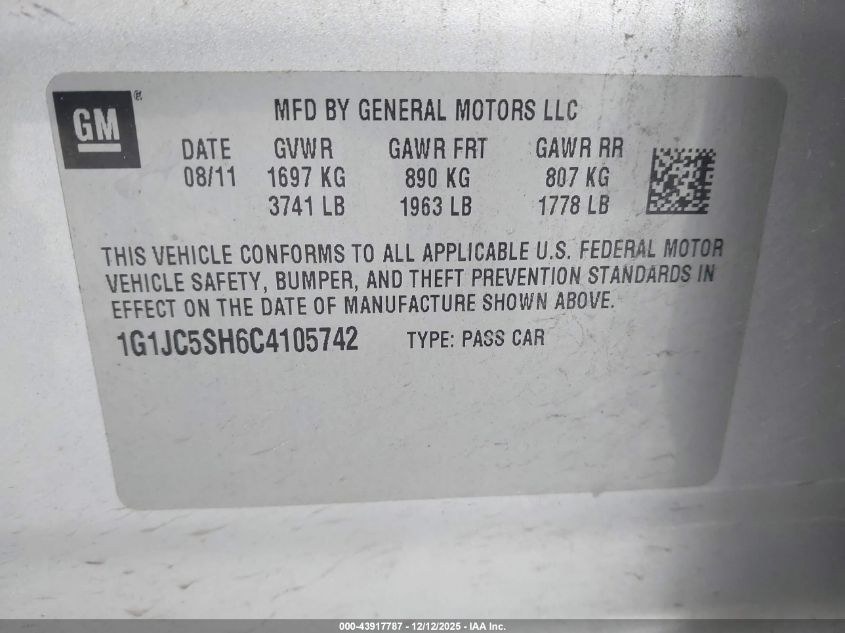 GM®
MFD BY GENERAL MOTORS LLC
DATE GVWR GAWR FRT GAWR RR
08/11 1697 KG 890 KG 807 KG
3741 LB 1963 LB 1778 LB
THIS VEHICLE CONFORMS TO ALL APPLICABLE U.S. FEDERAL MOTOR
VEHICLE SAFETY, BUMPER, AND THEFT PREVENTION STANDARDS IN
EFFECT ON THE DATE OF MANUFACTURE SHOWN ABOVE.
1G1JC5SH6C4105742 TYPE: PASS CAR
000-43917787 - 12/12/2025 - IAA Inc.